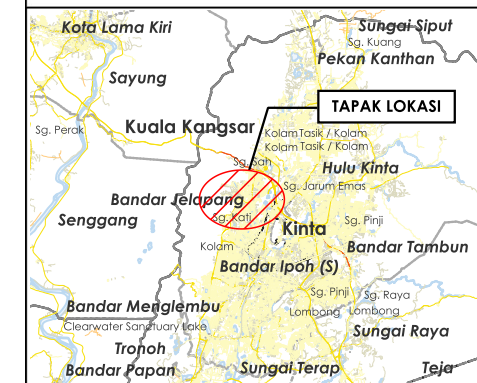 Kota Lama Kiri
Sungai Siput
Sg. Kuang
Pekan Kanthan
Sayung
TAPAK LOKASI
Sg. Perak
Kuala Kangsar
Kolam Tasik / Kolam
Kolam Tasik / Kolam
Sg. Sah
Hulu Kinta
Sg. Jarum Emas
Bandar Jelapang
Senggang
Sg. Kati
Sg. Pinji
Kinta
Kolam
Bandar Tambun
Bandar Ipoh (S)
Sg. Pinji
Sg. Raya
Bandar Menglembu
Lombong
Lombong
Clearwater Sanctuary Lake
Sungai Raya
Tronoh
Bandar Papan
Sungai Terap
Teja